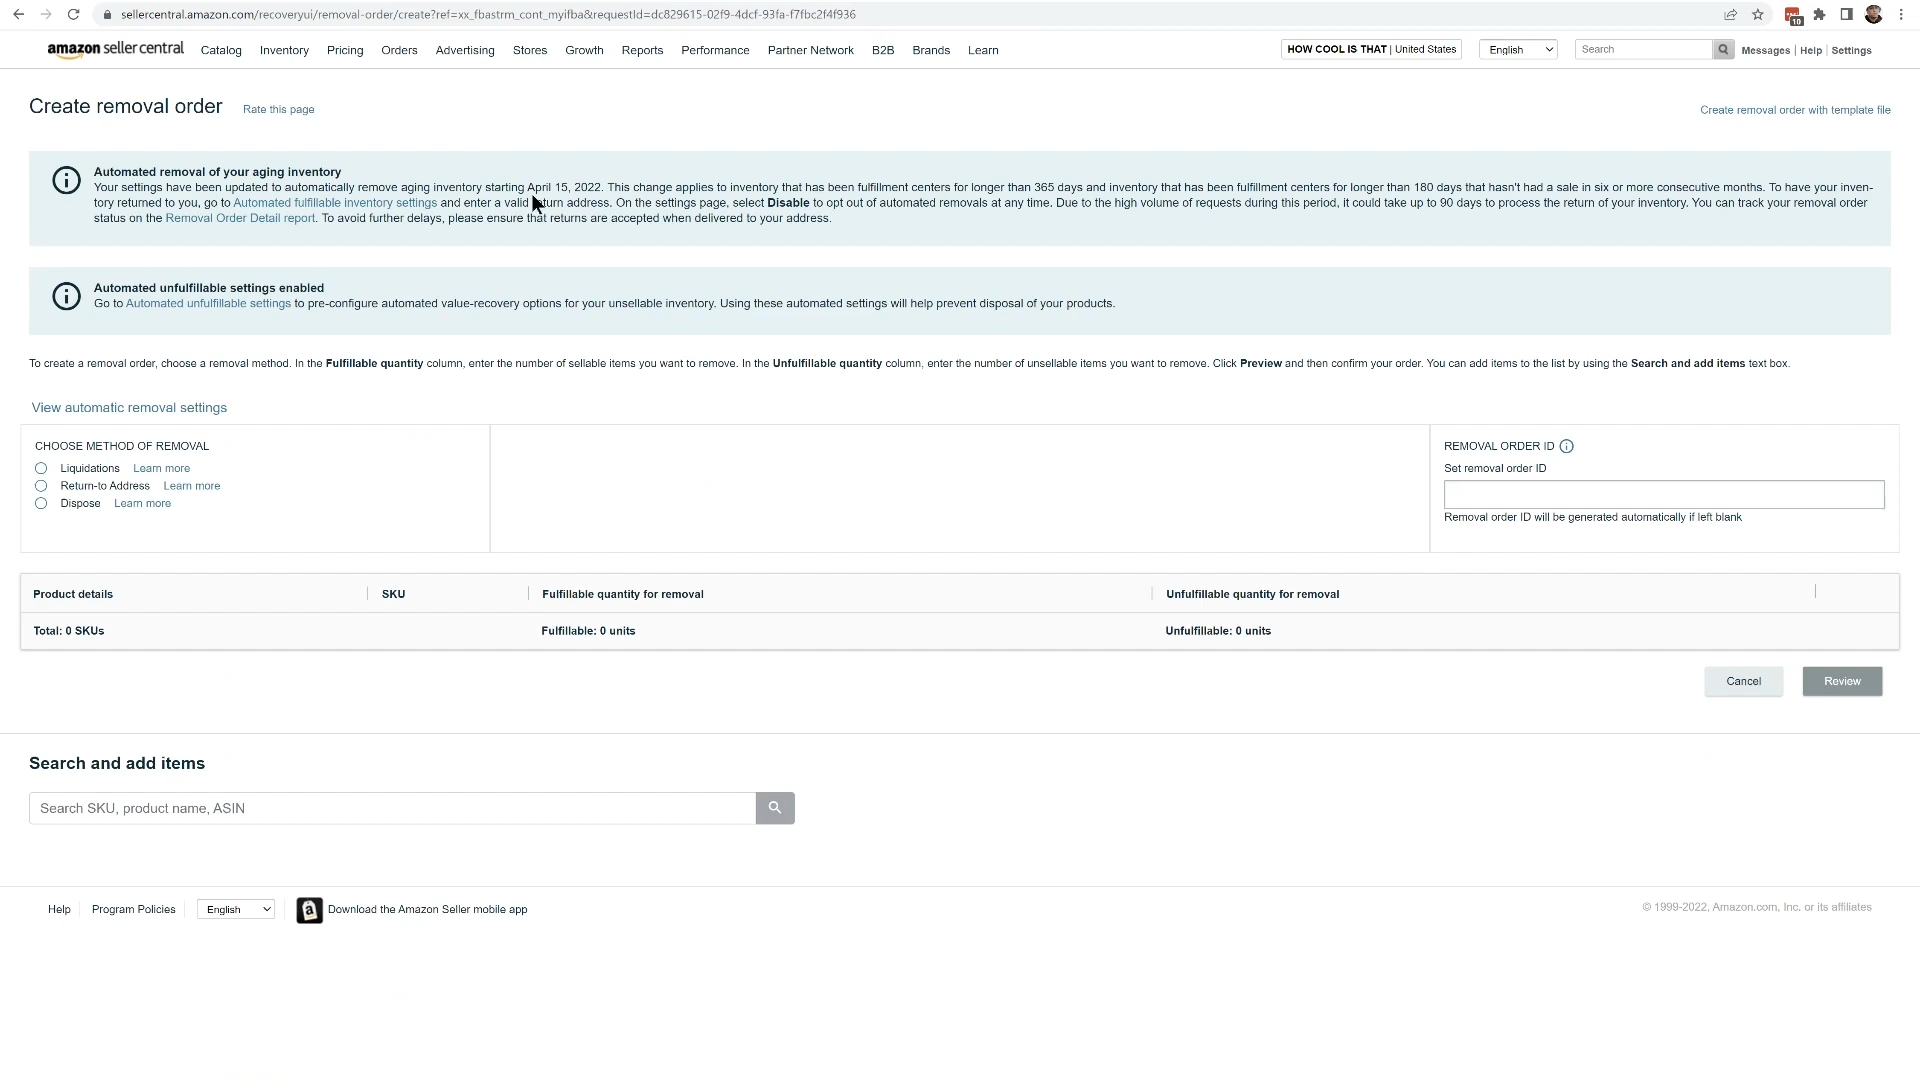 sellercentral.amazon.com/recoveryui/removal-order/create?ref=xx_fbastrm_cont_myifba&requestId=dc829615-02f9-4dcf-93fa-f7fbc2f4f936
10
amazon seller central Catalog Inventory Pricing Orders Advertising Stores Growth Reports Performance Partner Network B2B Brands Learn HOW COOL IS THAT | United States English Search Messages | Help | Settings
Create removal order Rate this page Create removal order with template file
Automated removal of your aging inventory
Your settings have been updated to automatically remove aging inventory starting April 15, 2022. This change applies to inventory that has been fulfillment centers for longer than 365 days and inventory that has been fulfillment centers for longer than 180 days that hasn't had a sale in six or more consecutive months. To have your inven-
tory returned to you, go to Automated fulfillable inventory settings and enter a valid return address. On the settings page, select Disable to opt out of automated removals at any time. Due to the high volume of requests during this period, it could take up to 90 days to process the return of your inventory. You can track your removal order
status on the Removal Order Detail report. To avoid further delays, please ensure that returns are accepted when delivered to your address.
Automated unfulfillable settings enabled
Go to Automated unfulfillable settings to pre-configure automated value-recovery options for your unsellable inventory. Using these automated settings will help prevent disposal of your products.
To create a removal order, choose a removal method. In the Fulfillable quantity column, enter the number of sellable items you want to remove. In the Unfulfillable quantity column, enter the number of unsellable items you want to remove. Click Preview and then confirm your order. You can add items to the list by using the Search and add items text box.
View automatic removal settings
CHOOSE METHOD OF REMOVAL
Liquidations Learn more
Return-to Address Learn more
Dispose Learn more
REMOVAL ORDER ID
Set removal order ID
Removal order ID will be generated automatically if left blank
Product details SKU Fulfillable quantity for removal Unfulfillable quantity for removal
Total: 0 SKUs Fulfillable: 0 units Unfulfillable: 0 units
Cancel Review
Search and add items
Search SKU, product name, ASIN
Help Program Policies English Download the Amazon Seller mobile app © 1999-2022, Amazon.com, Inc. or its affiliates